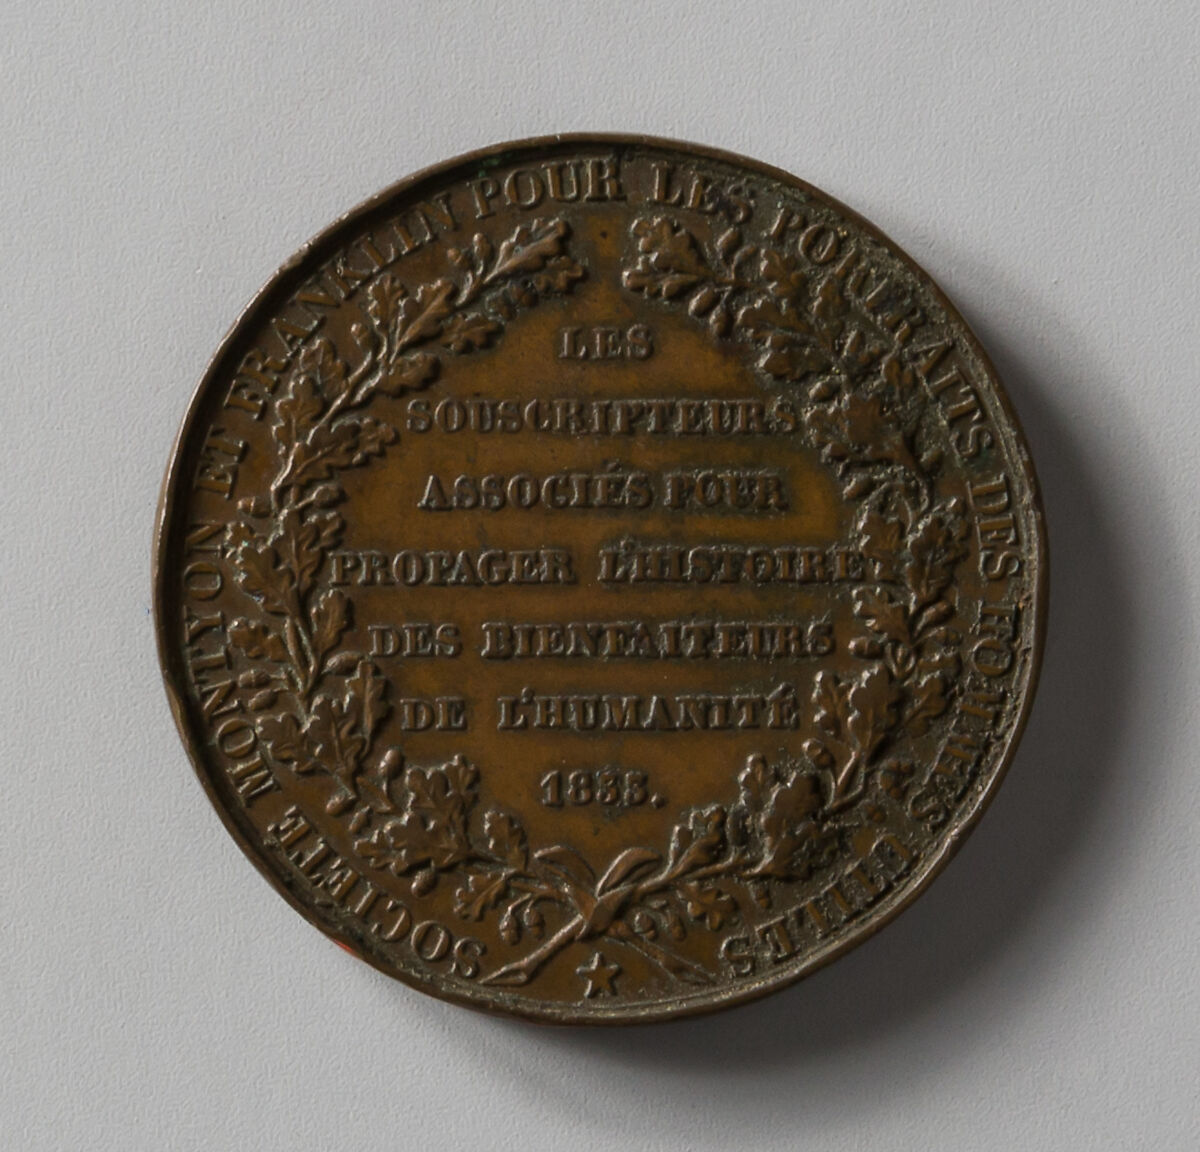 SOCIÉTÉ MONTYON ET FRANKLIN POUR LES PORTRAITS DES HOMMES UTILES
LES
SOUSCRIPTEURS
ASSOCIÉS POUR
PROPAGER L'HISTOIRE
DES BIENFAITEURS
DE L'HUMANITÉ
1833.